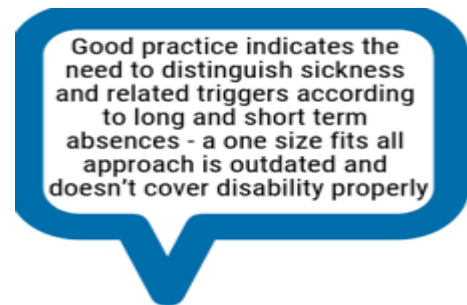 Good practice indicates the
need to distinguish sickness
and related triggers according
to long and short term
absences - a one size fits all
approach is outdated and
doesn't cover disability properly